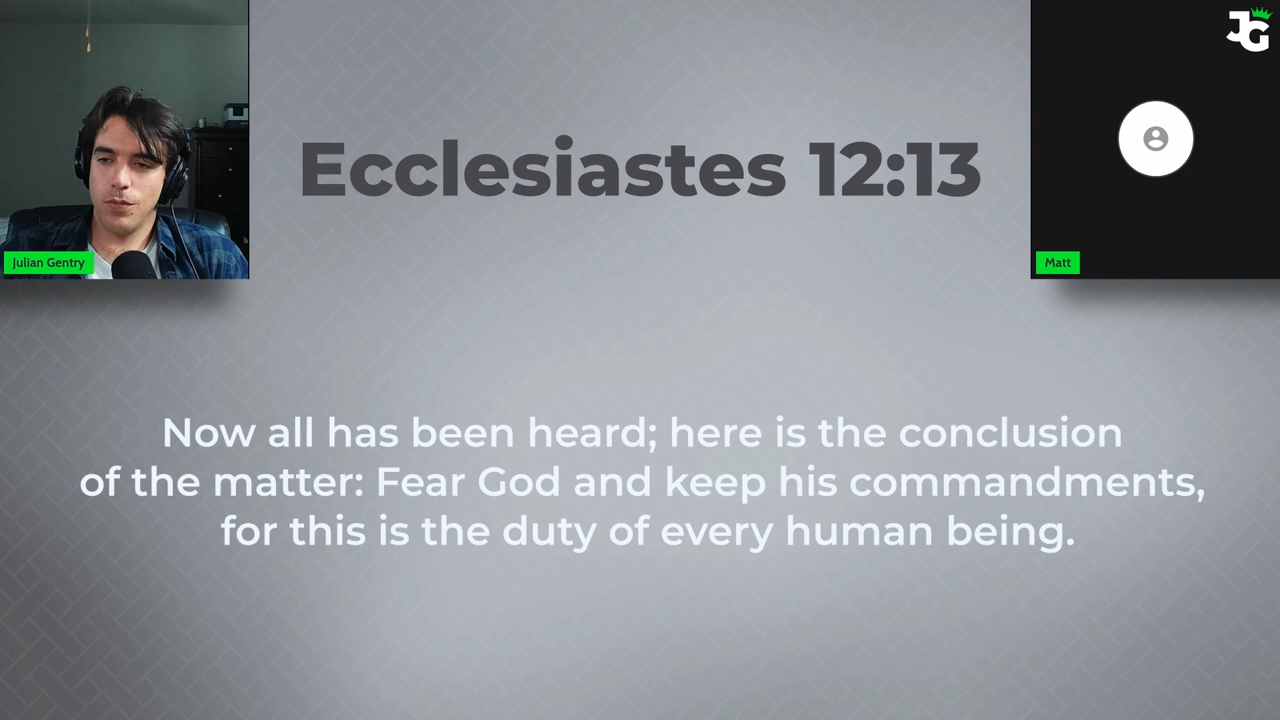 JG
Ecclesiastes 12:13
Julian Gentry
Matt
Now all has been heard; here is the conclusion
of the matter: Fear God and keep his commandments,
for this is the duty of every human being.